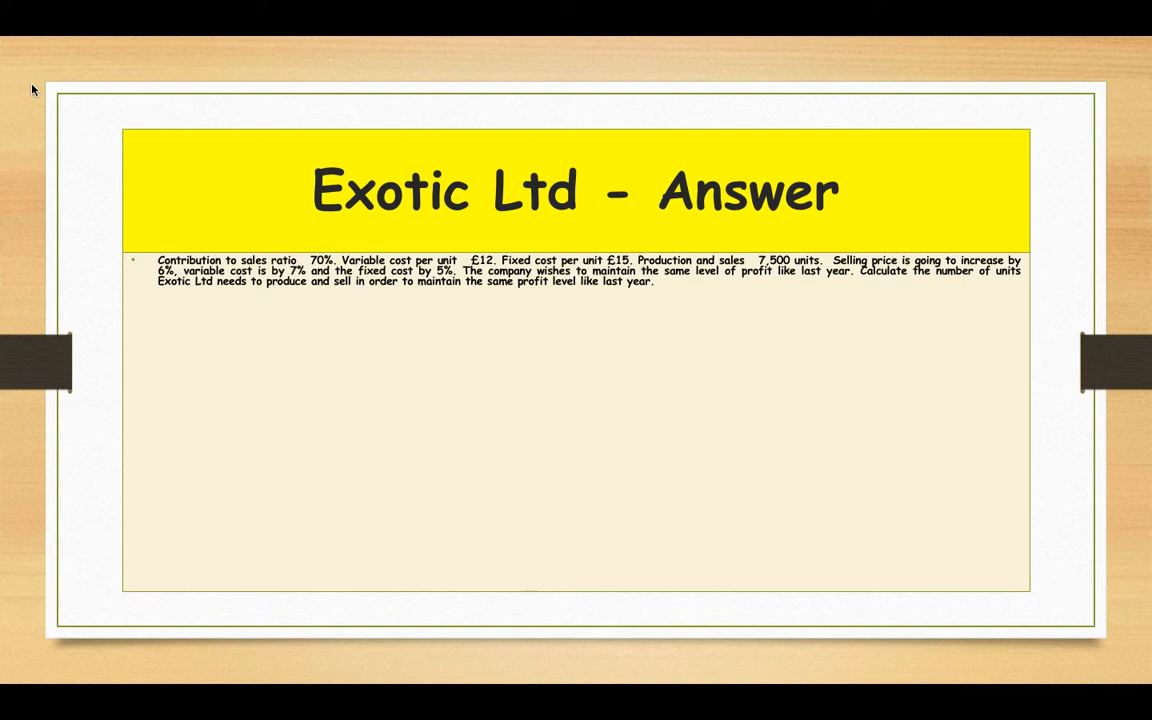 Exotic Ltd - Answer
• Contribution to sales ratio 70%. Variable cost per unit £12. Fixed cost per unit £15. Production and sales 7,500 units. Selling price is going to increase by
6%, variable cost is by 7% and the fixed cost by 5%. The company wishes to maintain the same level of profit like last year. Calculate the number of units
Exotic Ltd needs to produce and sell in order to maintain the same profit level like last year.